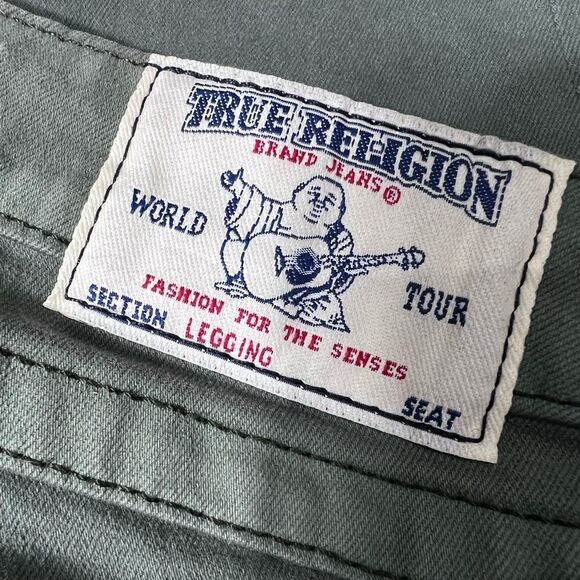 TRUE RELIGION
BRAND JEANS®
WORLD TOUR
FASHION FOR THE SENSES
SECTION LEGGING
SEAT